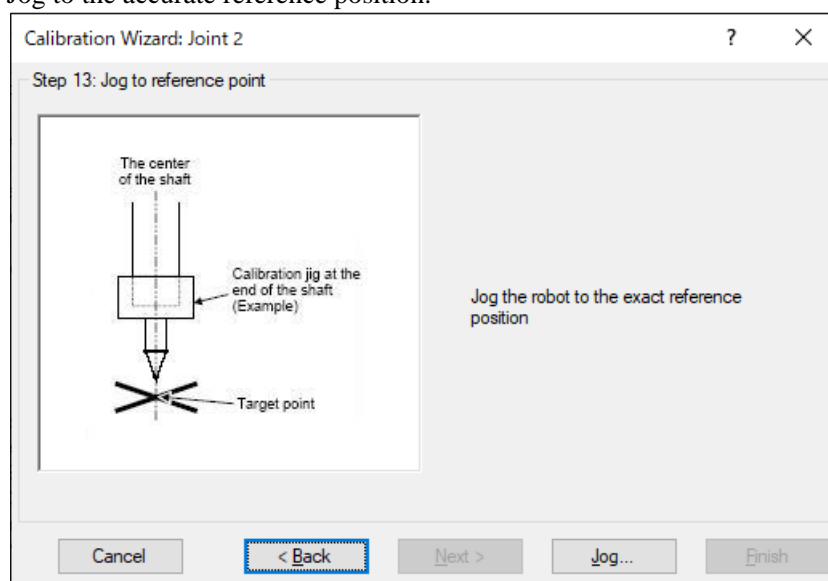 Jog to the accurate reference position.
Calibration Wizard: Joint 2 ? ×
Step 13: Jog to reference point
The center
of the shaft
Calibration jig at the
end of the shaft
(Example)
Jog the robot to the exact reference
position
Target point
Cancel < Back Next > Jog... Finish